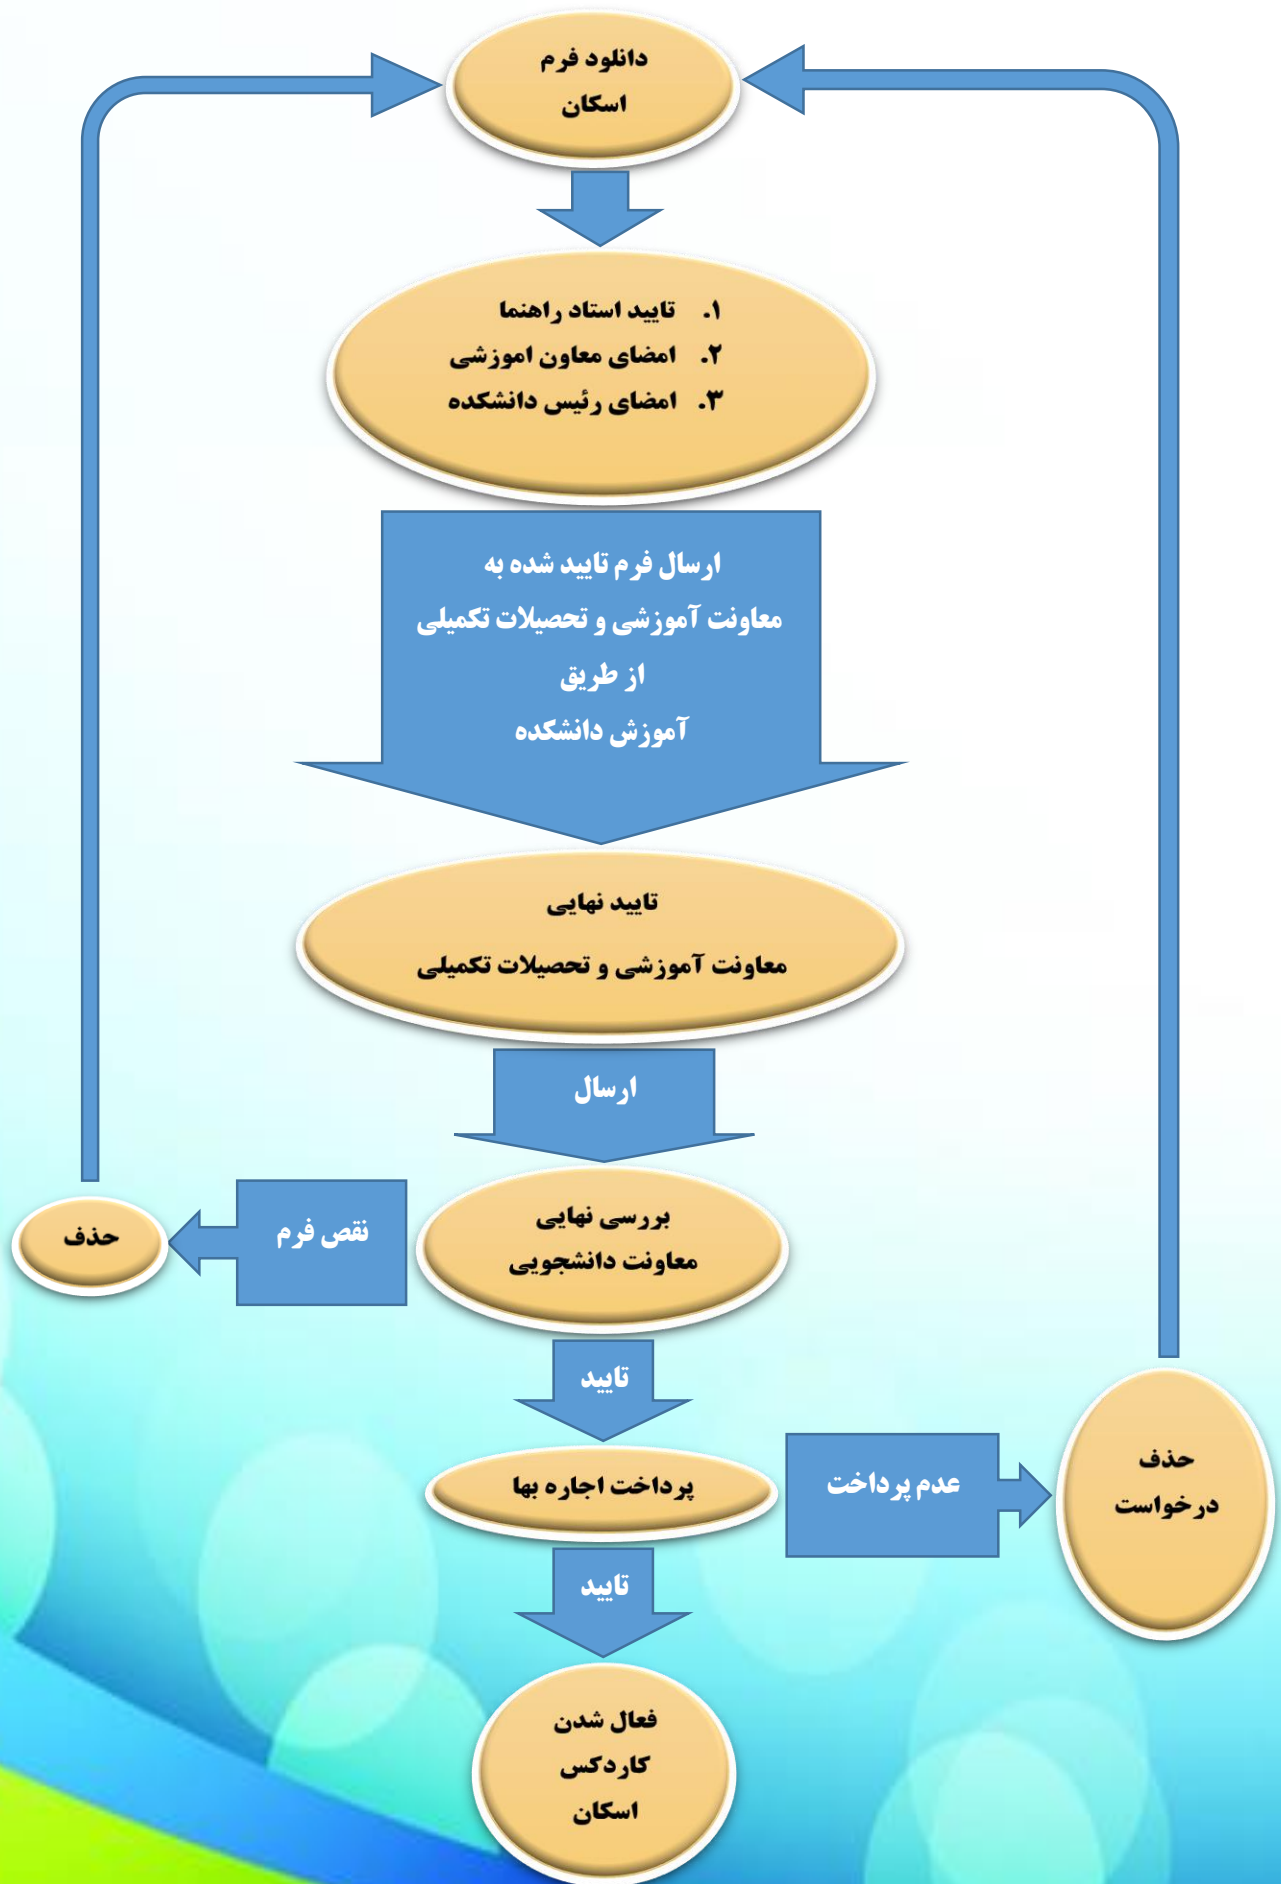 دانلود فرم
اسکان
۱. تایید استاد راهنما
۲. امضای معاون اموزشی
۳. امضای رئیس دانشکده
ارسال فرم تایید شده به
معاونت آموزشی و تحصیلات تکمیلی
از طریق
آموزش دانشکده
تایید نهایی
معاونت آموزشی و تحصیلات تکمیلی
ارسال
بررسی نهایی
معاونت دانشجویی
نقص فرم
حذف
تایید
پرداخت اجاره بها
عدم پرداخت
حذف
درخواست
تایید
فعال شدن
کاردکس
اسکان